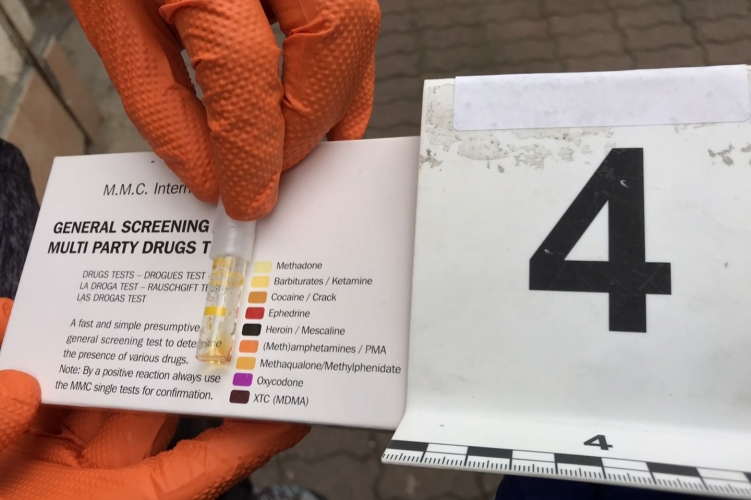 M.M.C. Intern
GENERAL SCREENING
MULTI PARTY DRUGS T
DRUGS TESTS – DROGUES TEST -
LA DROGA TEST – RAUSCHGIFT TE
LAS DROGAS TEST
A fast and simple presumptive
general screening test to dete
the presence of various drugs.
Note: By a positive reaction always use
the MMC single tests for confirmation.
Methadone
Barbiturates / Ketamine
Cocaine / Crack
Ephedrine
Heroin / Mescaline
(Meth)amphetamines / PMA
Methaqualone/Methylphenidate
Oxycodone
XTC (MDMA)
4
4